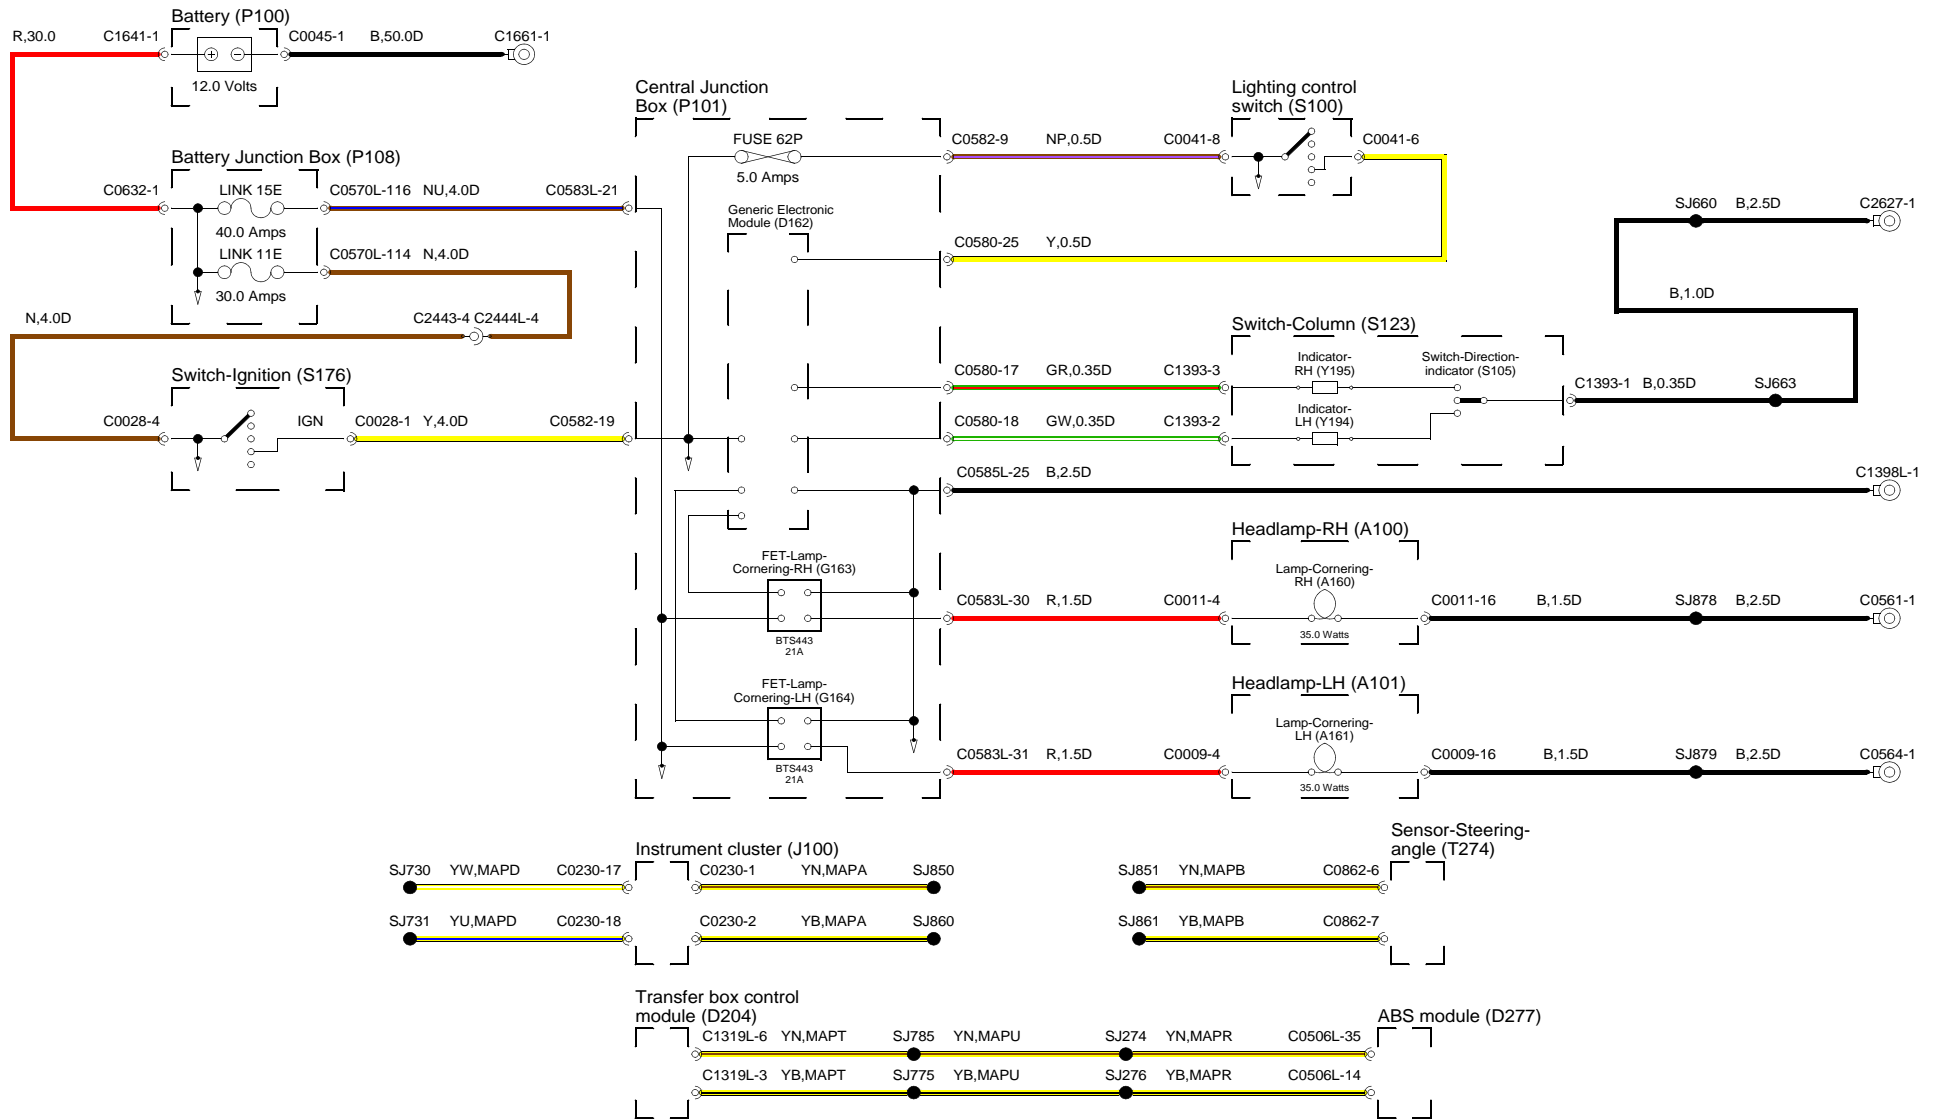 Battery (P100)
R,30.0
C1641-1
C0045-1
B,50.0D
C1661-1
12.0 Volts
Battery Junction Box (P108)
C0632-1
LINK 15E
C0570L-116
NU,4.0D
C0583L-21
40.0 Amps
LINK 11E
C0570L-114
N,4.0D
30.0 Amps
N,4.0D
C2443-4
C2444L-4
Switch-Ignition (S176)
C0028-4
IGN
C0028-1
Y,4.0D
C0582-19
Central Junction
Box (P101)
FUSE 62P
5.0 Amps
Generic Electronic
Module (D162)
FET-Lamp-
Cornering-RH (G163)
BTS443
21A
FET-Lamp-
Cornering-LH (G164)
BTS443
21A
Lighting control
switch (S100)
C0582-9
NP,0.5D
C0041-8
C0041-6
C0580-25
Y,0.5D
SJ660
B,2.5D
C2627-1
B,1.0D
Switch-Column (S123)
C0580-17
GR,0.35D
C1393-3
Indicator-
RH (Y195)
Switch-Direction-
indicator (S105)
C1393-1
B,0.35D
SJ663
C0580-18
GW,0.35D
C1393-2
Indicator-
LH (Y194)
C0585L-25
B,2.5D
C1398L-1
Headlamp-RH (A100)
Lamp-Cornering-
RH (A160)
C0583L-30
R,1.5D
C0011-4
35.0 Watts
C0011-16
B,1.5D
SJ878
B,2.5D
C0561-1
Headlamp-LH (A101)
Lamp-Cornering-
LH (A161)
C0583L-31
R,1.5D
C0009-4
35.0 Watts
C0009-16
B,1.5D
SJ879
B,2.5D
C0564-1
Instrument cluster (J100)
SJ730
YW,MAPD
C0230-17
C0230-1
YN,MAPA
SJ850
SJ731
YU,MAPD
C0230-18
C0230-2
YB,MAPA
SJ860
Sensor-Steering-
angle (T274)
SJ851
YN,MAPB
C0862-6
SJ861
YB,MAPB
C0862-7
Transfer box control
module (D204)
ABS module (D277)
C1319L-6
YN,MAPT
SJ785
YN,MAPU
SJ274
YN,MAPR
C0506L-35
C1319L-3
YB,MAPT
SJ775
YB,MAPU
SJ276
YB,MAPR
C0506L-14